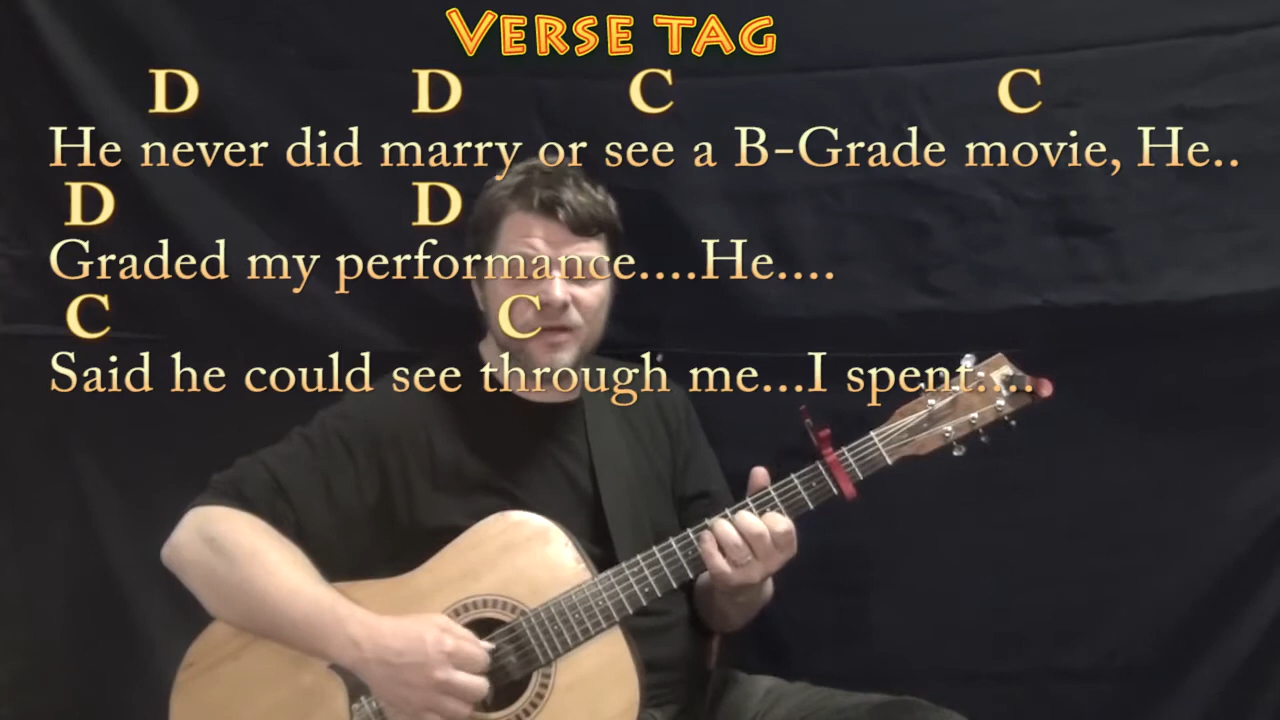 VERSE TAG
D D C C
He never did marry or see a B-Grade movie, He..
D D
Graded my performance....He....
C C
Said he could see through me...I spent....